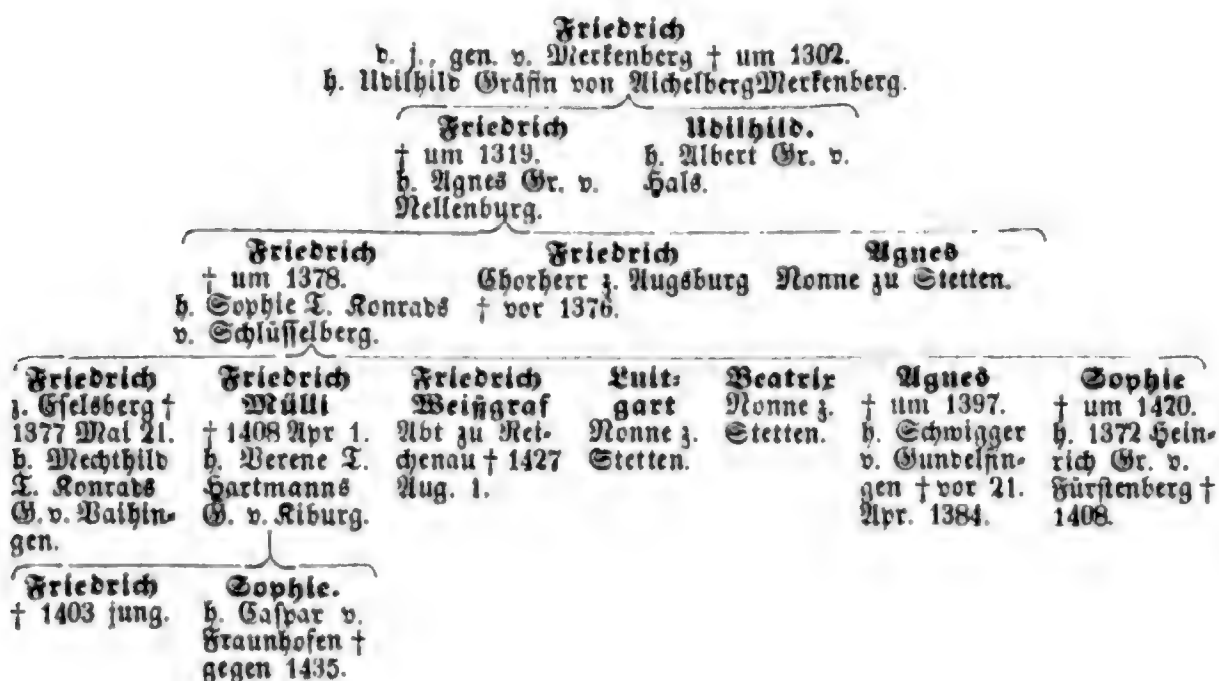 Friedrich
d. j., gen. v. Merkenberg † um 1302.
h. Udilhild Gräfin von AichelbergMerkenberg.
Friedrich
† um 1319.
h. Agnes Gr. v.
Nellenburg.
Udilhild.
h. Albert Gr. v.
Hals.
Friedrich
† um 1378.
h. Sophie T. Konrads
v. Schlüsselberg.
Friedrich
Chorherr z. Augsburg
† vor 1376.
Agnes
Nonne zu Stetten.
Friedrich
z. Eselsberg †
1377 Mai 21.
h. Mechthild
T. Konrads
G. v. Vaihin-
gen.
Friedrich
Mülli
† 1408 Apr 1.
h. Verene T.
Hartmanns
G. v. Kiburg.
Friedrich
Weißgraf
Abt zu Rei-
chenau † 1427
Aug. 1.
Luit-
gart
Nonne z.
Stetten.
Beatrix
Nonne z.
Stetten.
Agnes
† um 1397.
h. Schwigger
v. Gundelfin-
gen † vor 21.
Apr. 1384.
Sophie
† um 1420.
h. 1372 Hein-
rich Gr. v.
Fürstenberg †
1408.
Friedrich
† 1403 jung.
Sophie.
h. Caspar v.
Fraunhofen †
gegen 1435.